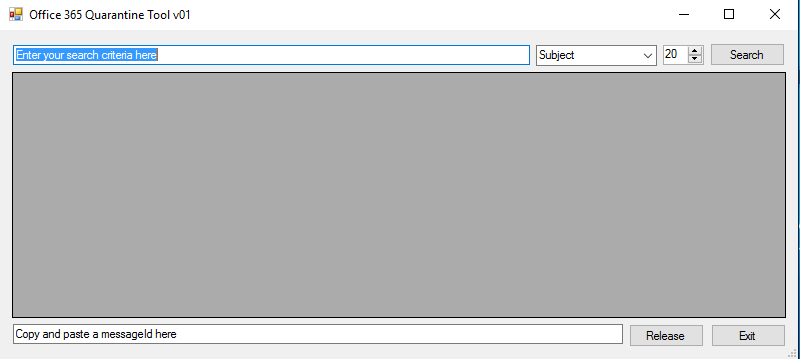 Office 365 Quarantine Tool v01
Enter your search criteria here Subject 20 Search
Copy and paste a messageId here Release Exit